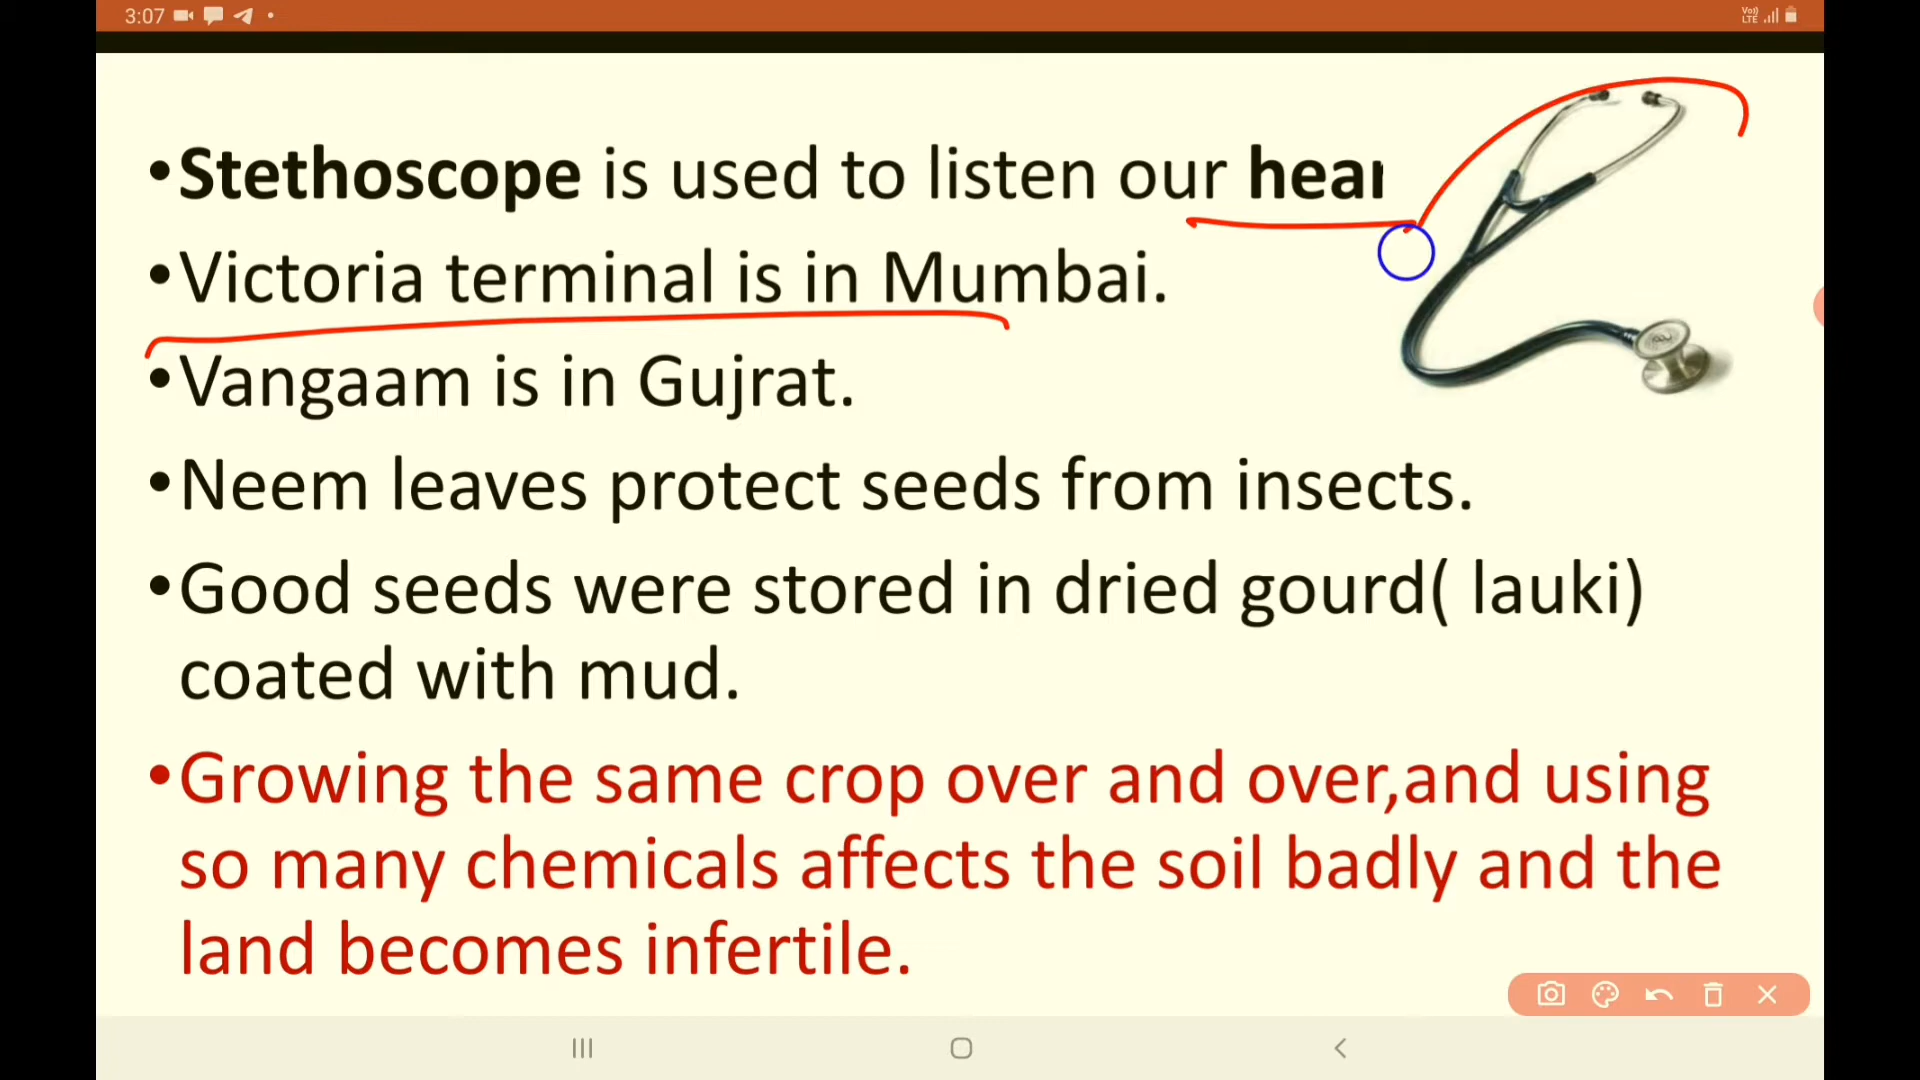 3:07
Vo)) LTE
•Stethoscope is used to listen our
•Victoria terminal is in Mumbai.
•Vangaam is in Gujrat.
•Neem leaves protect seeds from insects.
•Good seeds were stored in dried gourd( lauki)
coated with mud.
•Growing the same crop over and over,and using
so many chemicals affects the soil badly and the
land becomes infertile.